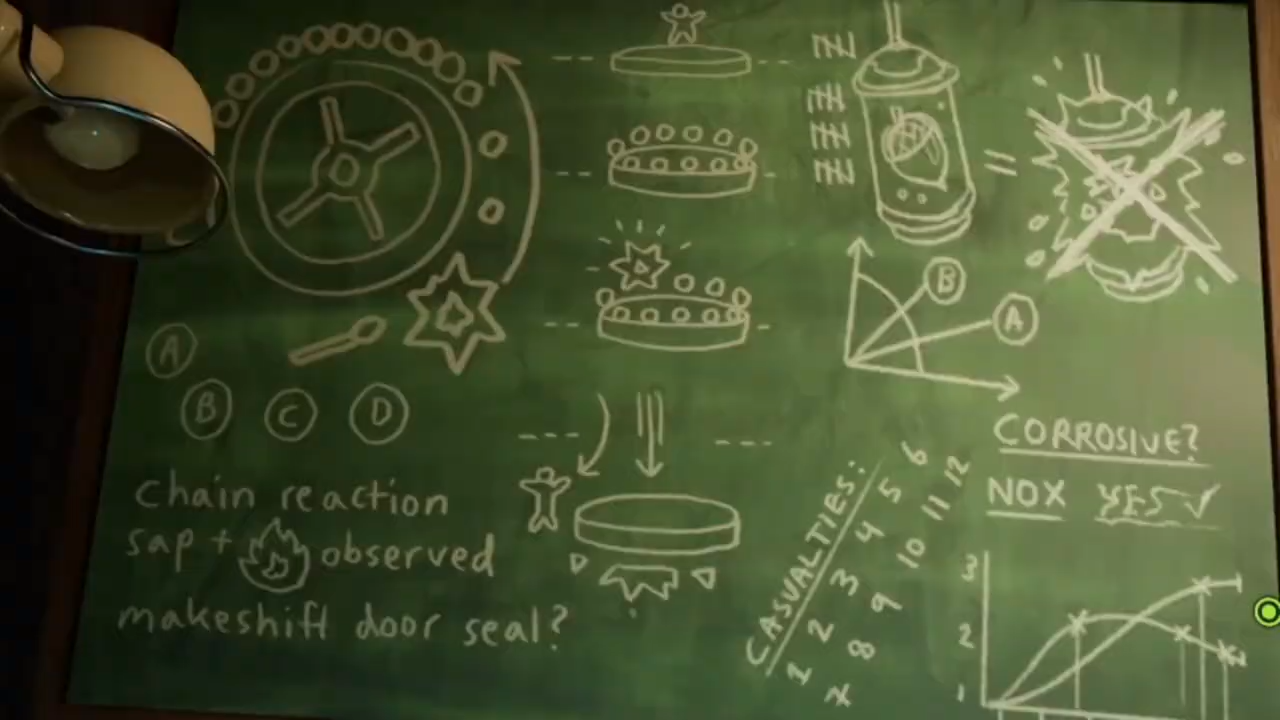 A
B C D
Chain reaction
sap + observed
makeshift door seal?
B
A
CORROSIVE?
NOX YES ✓
CASUALTIES:
2 3 4 5 6
8 9 10 11 12
3
2
1